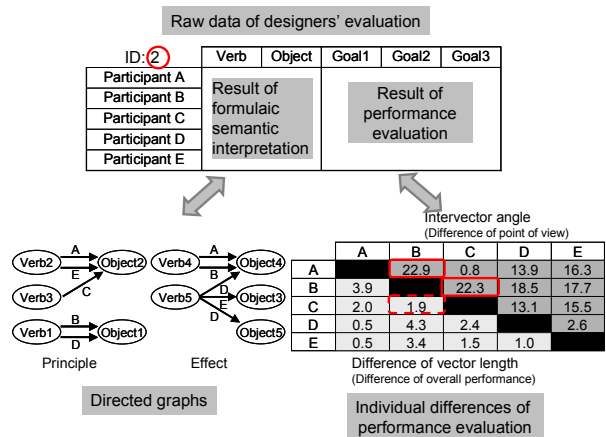 Raw data of designers' evaluation
ID: 2
Verb Object Goal1 Goal2 Goal3
Participant A
Participant B
Participant C
Participant D
Participant E
Result of
formulaic
semantic
interpretation
Result of
performance
evaluation
A
Verb2 E Object2
C
Verb3
B
Verb1 D Object1
Principle
A
Verb4 B Object4
Verb5 D E Object3
D
Object5
Effect
Directed graphs
Intervector angle
(Difference of point of view)
A B C D E
A 22.9 0.8 13.9 16.3
B 3.9 22.3 18.5 17.7
C 2.0 1.9 13.1 15.5
D 0.5 4.3 2.4 2.6
E 0.5 3.4 1.5 1.0
Difference of vector length
(Difference of overall performance)
Individual differences of
performance evaluation